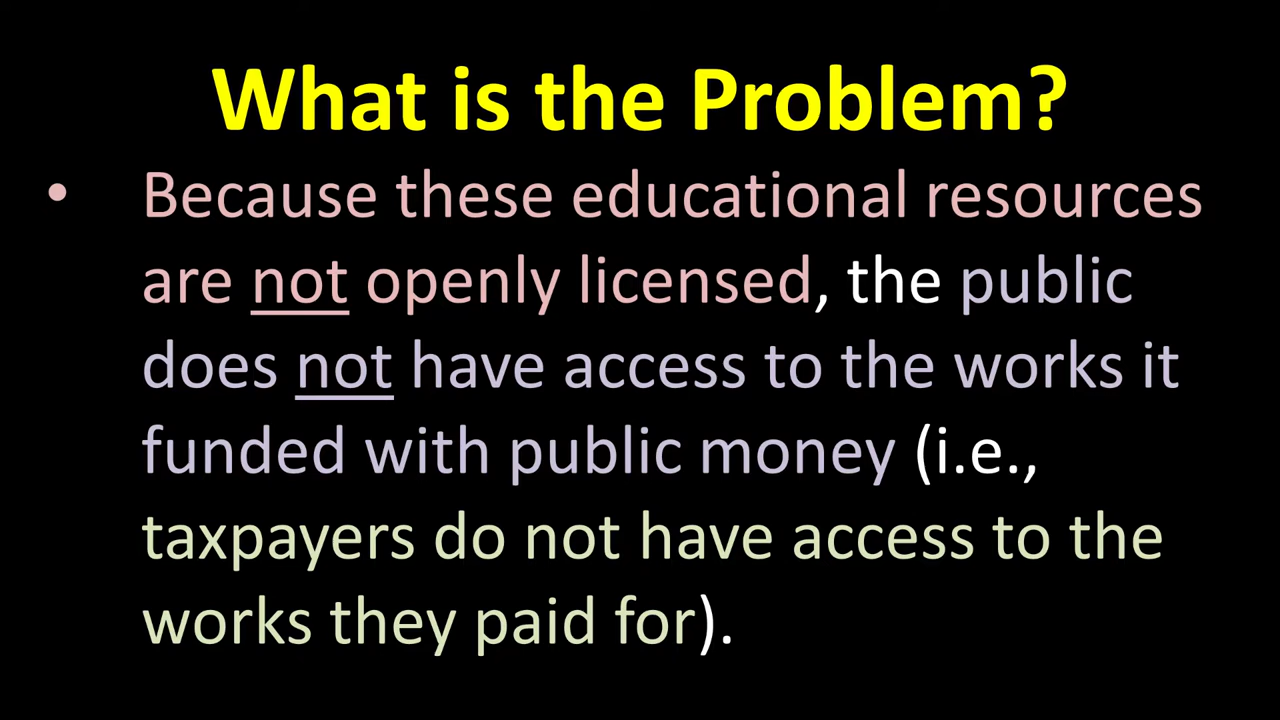 What is the Problem?
• Because these educational resources
are not openly licensed, the public
does not have access to the works it
funded with public money (i.e.,
taxpayers do not have access to the
works they paid for).